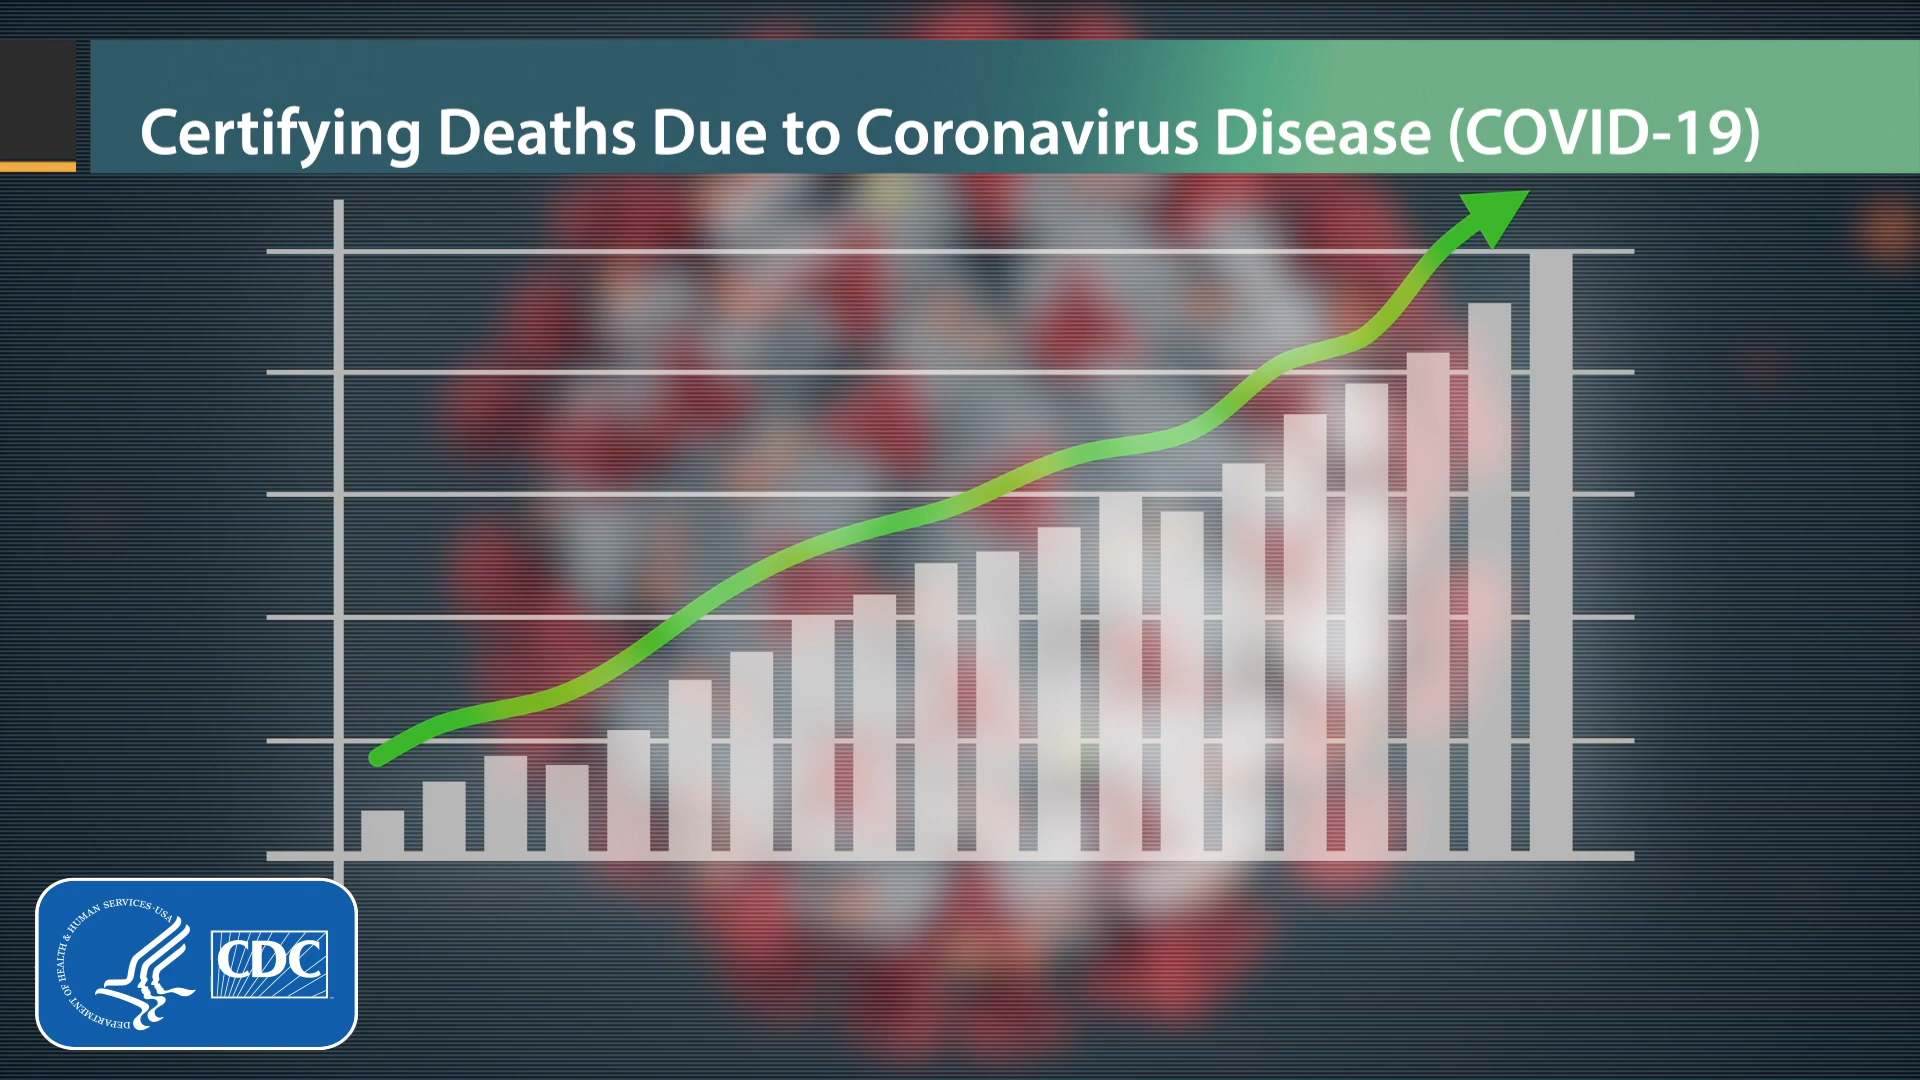 Certifying Deaths Due to Coronavirus Disease (COVID-19)
DEPARTMENT OF HEALTH & HUMAN SERVICES · USA
CDC